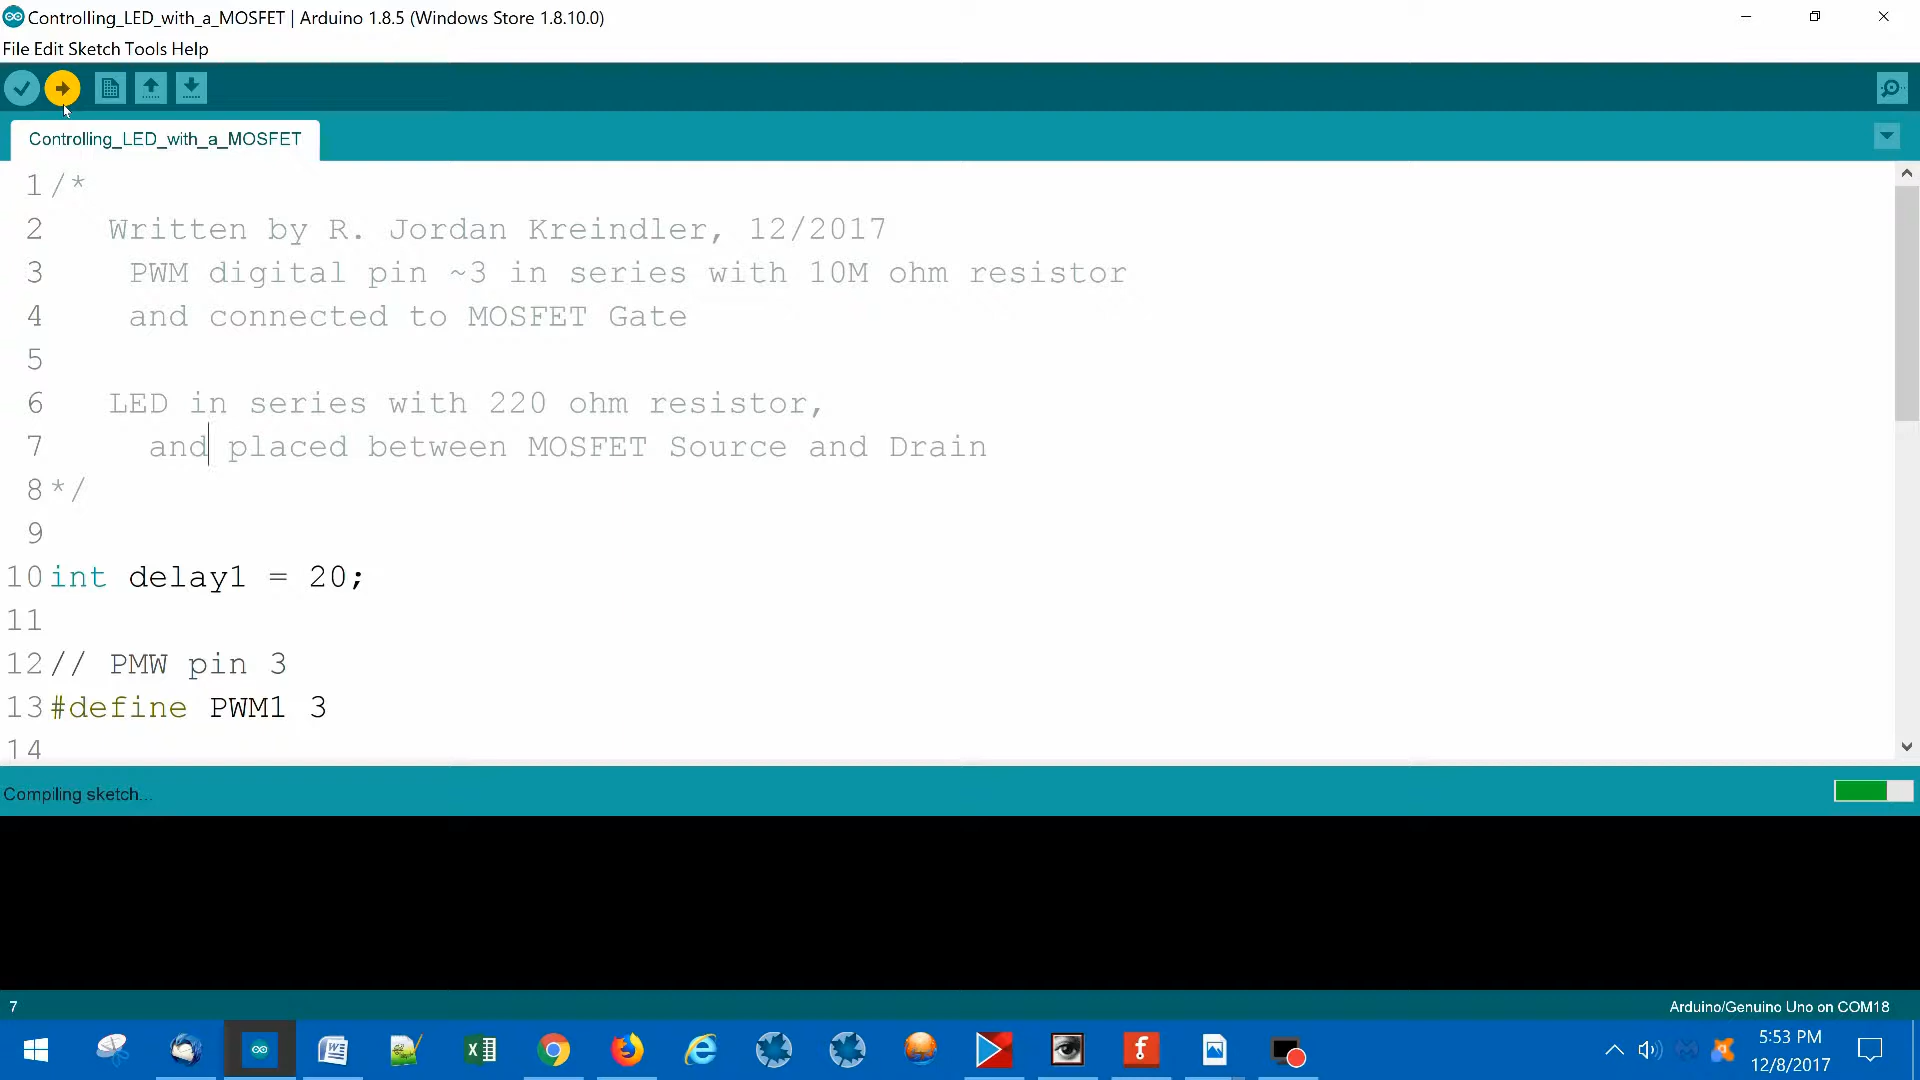 Controlling_LED_with_a_MOSFET | Arduino 1.8.5 (Windows Store 1.8.10.0)
File Edit Sketch Tools Help
Controlling_LED_with_a_MOSFET
1 /*
2 Written by R. Jordan Kreindler, 12/2017
3 PWM digital pin ~3 in series with 10M ohm resistor
4 and connected to MOSFET Gate
5
6 LED in series with 220 ohm resistor,
7 and placed between MOSFET Source and Drain
8 */
9
10 int delay1 = 20;
11
12 // PMW pin 3
13 #define PWM1 3
14
Compiling sketch...
7
Arduino/Genuino Uno on COM18
5:53 PM
12/8/2017